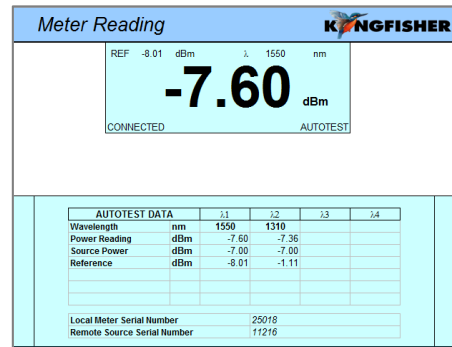 Meter Reading KINGFISHER
REF -8.01 dBm λ 1550 nm
-7.60 dBm
CONNECTED AUTOTEST
AUTOTEST DATA λ1 λ2 λ3 λ4
Wavelength nm 1550 1310
Power Reading dBm -7.60 -7.36
Source Power dBm -7.00 -7.00
Reference dBm -8.01 -1.11
Local Meter Serial Number 25018
Remote Source Serial Number 11216